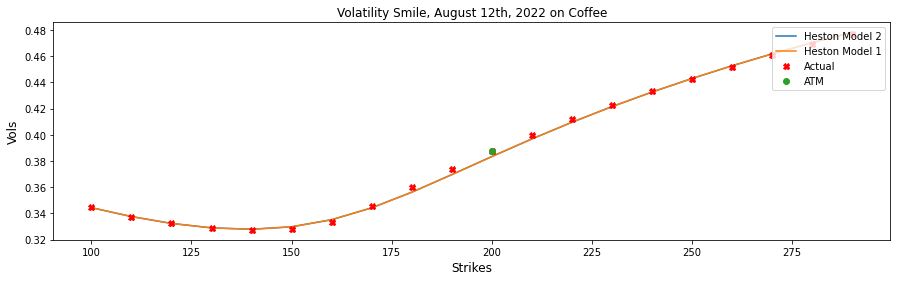 Volatility Smile, August 12th, 2022 on Coffee
Vols
0.48
0.46
0.44
0.42
0.40
0.38
0.36
0.34
0.32
100
125
150
175
200
225
250
275
Strikes
Heston Model 2
Heston Model 1
Actual
ATM